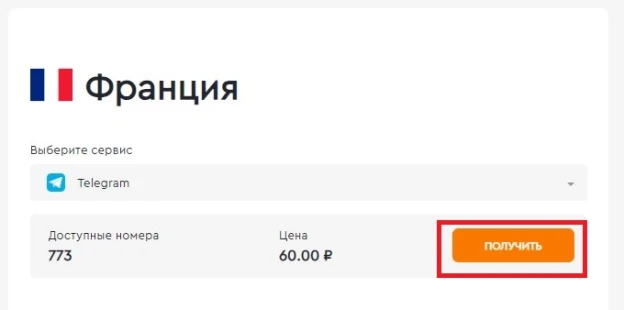 Франция
Выберите сервис
Telegram
Доступные номера
773
Цена
60.00 ₽
ПОЛУЧИТЬ